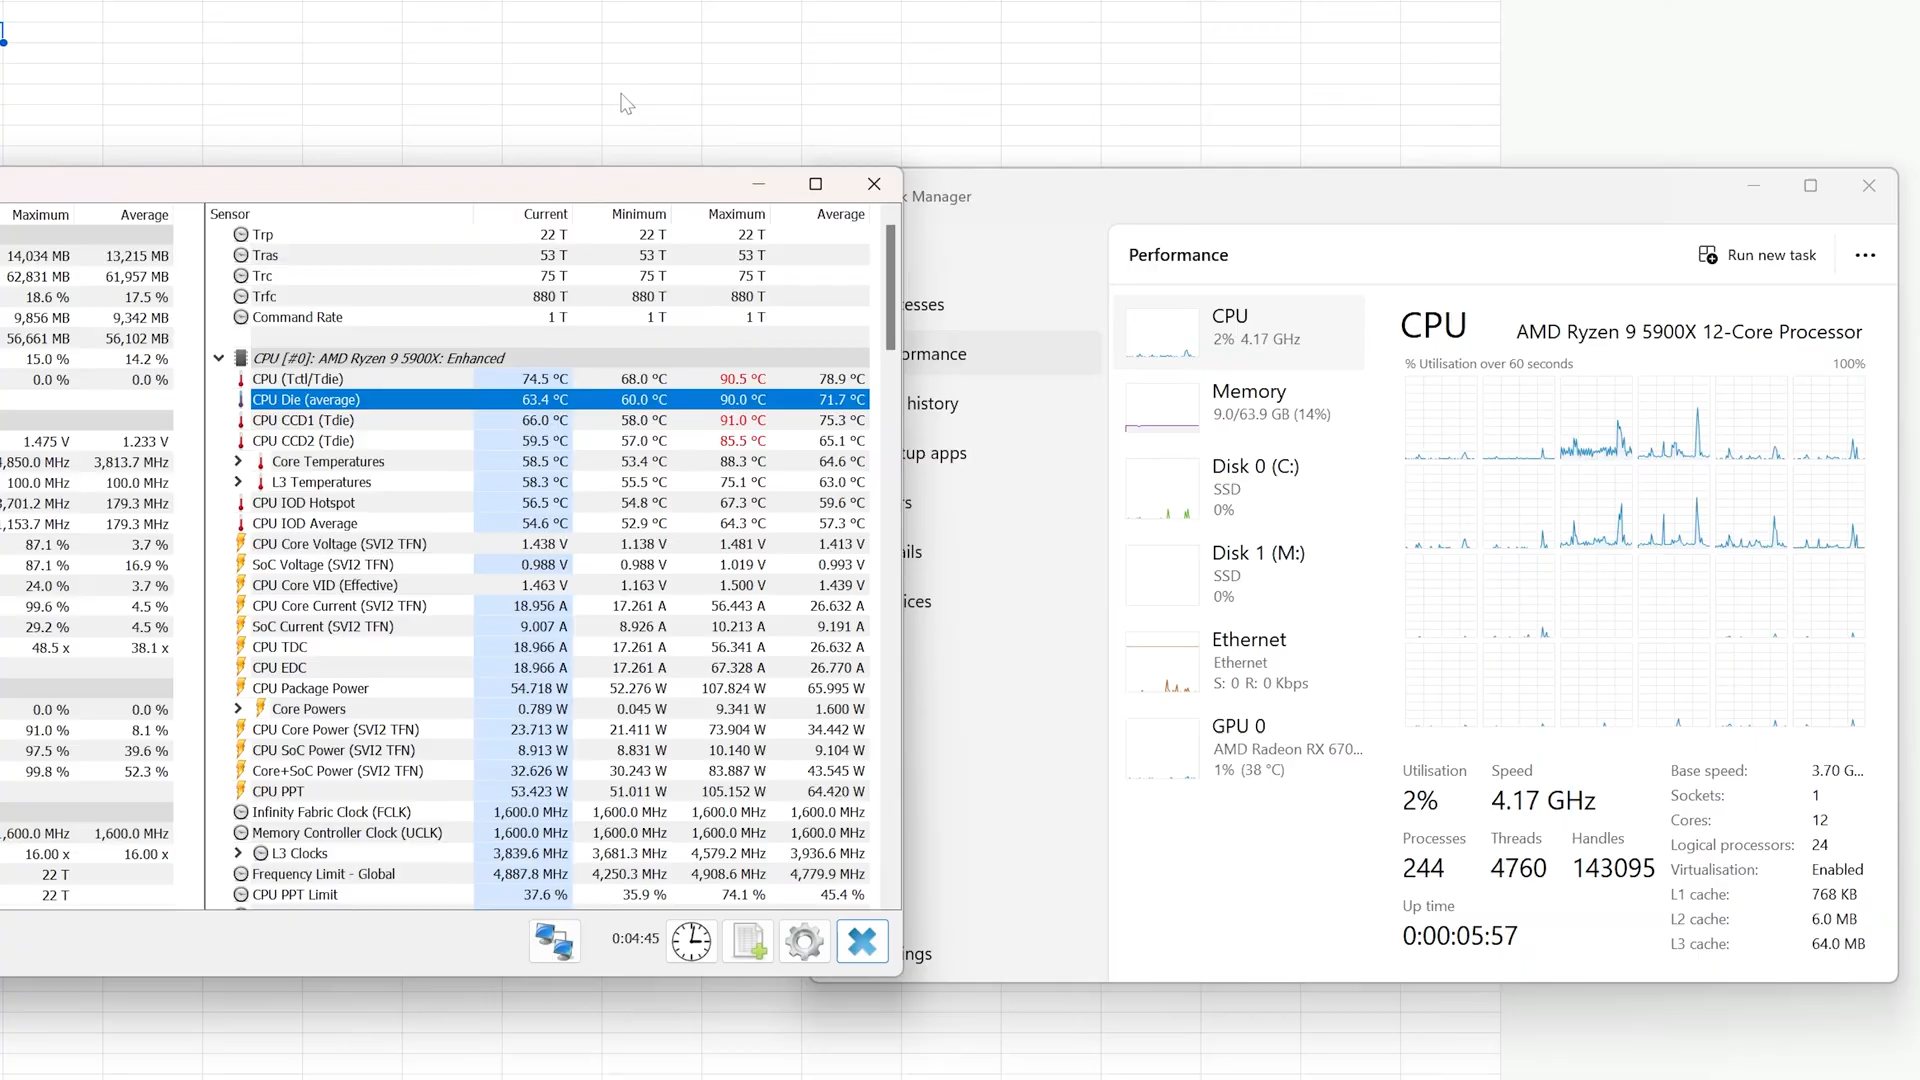 Maximum Average
14,034 MB 13,215 MB
62,831 MB 61,957 MB
18.6 % 17.5 %
9,856 MB 9,342 MB
56,661 MB 56,102 MB
15.0 % 14.2 %
0.0 % 0.0 %
1.475 V 1.233 V
,850.0 MHz 3,813.7 MHz
100.0 MHz 100.0 MHz
,701.2 MHz 179.3 MHz
,153.7 MHz 179.3 MHz
87.1 % 3.7 %
87.1 % 16.9 %
24.0 % 3.7 %
99.6 % 4.5 %
29.2 % 4.5 %
48.5 x 38.1 x
0.0 % 0.0 %
91.0 % 8.1 %
97.5 % 39.6 %
99.8 % 52.3 %
,600.0 MHz 1,600.0 MHz
16.00 x 16.00 x
22 T
22 T
Sensor Current Minimum Maximum Average
Trp 22 T 22 T 22 T
Tras 53 T 53 T 53 T
Trc 75 T 75 T 75 T
Trfc 880 T 880 T 880 T
Command Rate 1 T 1 T 1 T
CPU [#0]: AMD Ryzen 9 5900X: Enhanced
CPU (Tctl/Tdie) 74.5 °C 68.0 °C 90.5 °C 78.9 °C
CPU Die (average) 63.4 °C 60.0 °C 90.0 °C 71.7 °C
CPU CCD1 (Tdie) 66.0 °C 58.0 °C 91.0 °C 75.3 °C
CPU CCD2 (Tdie) 59.5 °C 57.0 °C 85.5 °C 65.1 °C
Core Temperatures 58.5 °C 53.4 °C 88.3 °C 64.6 °C
L3 Temperatures 58.3 °C 55.5 °C 75.1 °C 63.0 °C
CPU IOD Hotspot 56.5 °C 54.8 °C 67.3 °C 59.6 °C
CPU IOD Average 54.6 °C 52.9 °C 64.3 °C 57.3 °C
CPU Core Voltage (SVI2 TFN) 1.438 V 1.138 V 1.481 V 1.413 V
SoC Voltage (SVI2 TFN) 0.988 V 0.988 V 1.019 V 0.993 V
CPU Core VID (Effective) 1.463 V 1.163 V 1.500 V 1.439 V
CPU Core Current (SVI2 TFN) 18.956 A 17.261 A 56.443 A 26.632 A
SoC Current (SVI2 TFN) 9.007 A 8.926 A 10.213 A 9.191 A
CPU TDC 18.966 A 17.261 A 56.341 A 26.632 A
CPU EDC 18.966 A 17.261 A 67.328 A 26.770 A
CPU Package Power 54.718 W 52.276 W 107.824 W 65.995 W
Core Powers 0.789 W 0.045 W 9.341 W 1.600 W
CPU Core Power (SVI2 TFN) 23.713 W 21.411 W 73.904 W 34.442 W
CPU SoC Power (SVI2 TFN) 8.913 W 8.831 W 10.140 W 9.104 W
Core+SoC Power (SVI2 TFN) 32.626 W 30.243 W 83.887 W 43.545 W
CPU PPT 53.423 W 51.011 W 105.152 W 64.420 W
Infinity Fabric Clock (FCLK) 1,600.0 MHz 1,600.0 MHz 1,600.0 MHz 1,600.0 MHz
Memory Controller Clock (UCLK) 1,600.0 MHz 1,600.0 MHz 1,600.0 MHz 1,600.0 MHz
L3 Clocks 3,839.6 MHz 3,681.3 MHz 4,579.2 MHz 3,936.6 MHz
Frequency Limit - Global 4,887.8 MHz 4,250.3 MHz 4,908.6 MHz 4,779.9 MHz
CPU PPT Limit 37.6 % 35.9 % 74.1 % 45.4 %
0:04:45
k Manager
esses
ormance
history
up apps
rs
ails
ices
ngs
Performance
Run new task
CPU
2% 4.17 GHz
Memory
9.0/63.9 GB (14%)
Disk 0 (C:)
SSD
0%
Disk 1 (M:)
SSD
0%
Ethernet
Ethernet
S: 0 R: 0 Kbps
GPU 0
AMD Radeon RX 670...
1% (38 °C)
CPU AMD Ryzen 9 5900X 12-Core Processor
% Utilisation over 60 seconds 100%
Utilisation Speed
2% 4.17 GHz
Processes Threads Handles
244 4760 143095
Up time
0:00:05:57
Base speed: 3.70 G...
Sockets: 1
Cores: 12
Logical processors: 24
Virtualisation: Enabled
L1 cache: 768 KB
L2 cache: 6.0 MB
L3 cache: 64.0 MB